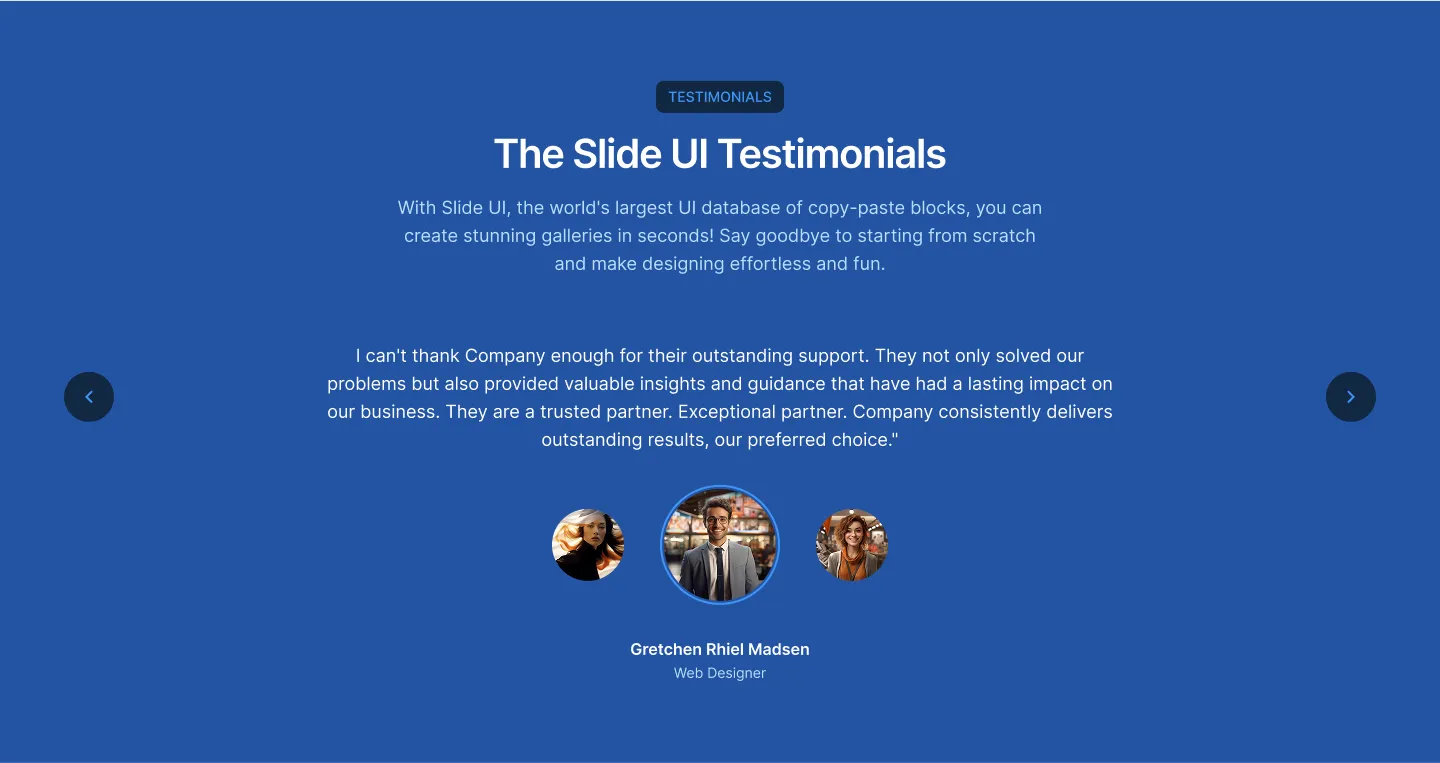 TESTIMONIALS
The Slide UI Testimonials
With Slide UI, the world's largest UI database of copy-paste blocks, you can
create stunning galleries in seconds! Say goodbye to starting from scratch
and make designing effortless and fun.
I can't thank Company enough for their outstanding support. They not only solved our
problems but also provided valuable insights and guidance that have had a lasting impact on
our business. They are a trusted partner. Exceptional partner. Company consistently delivers
outstanding results, our preferred choice."
Gretchen Rhiel Madsen
Web Designer